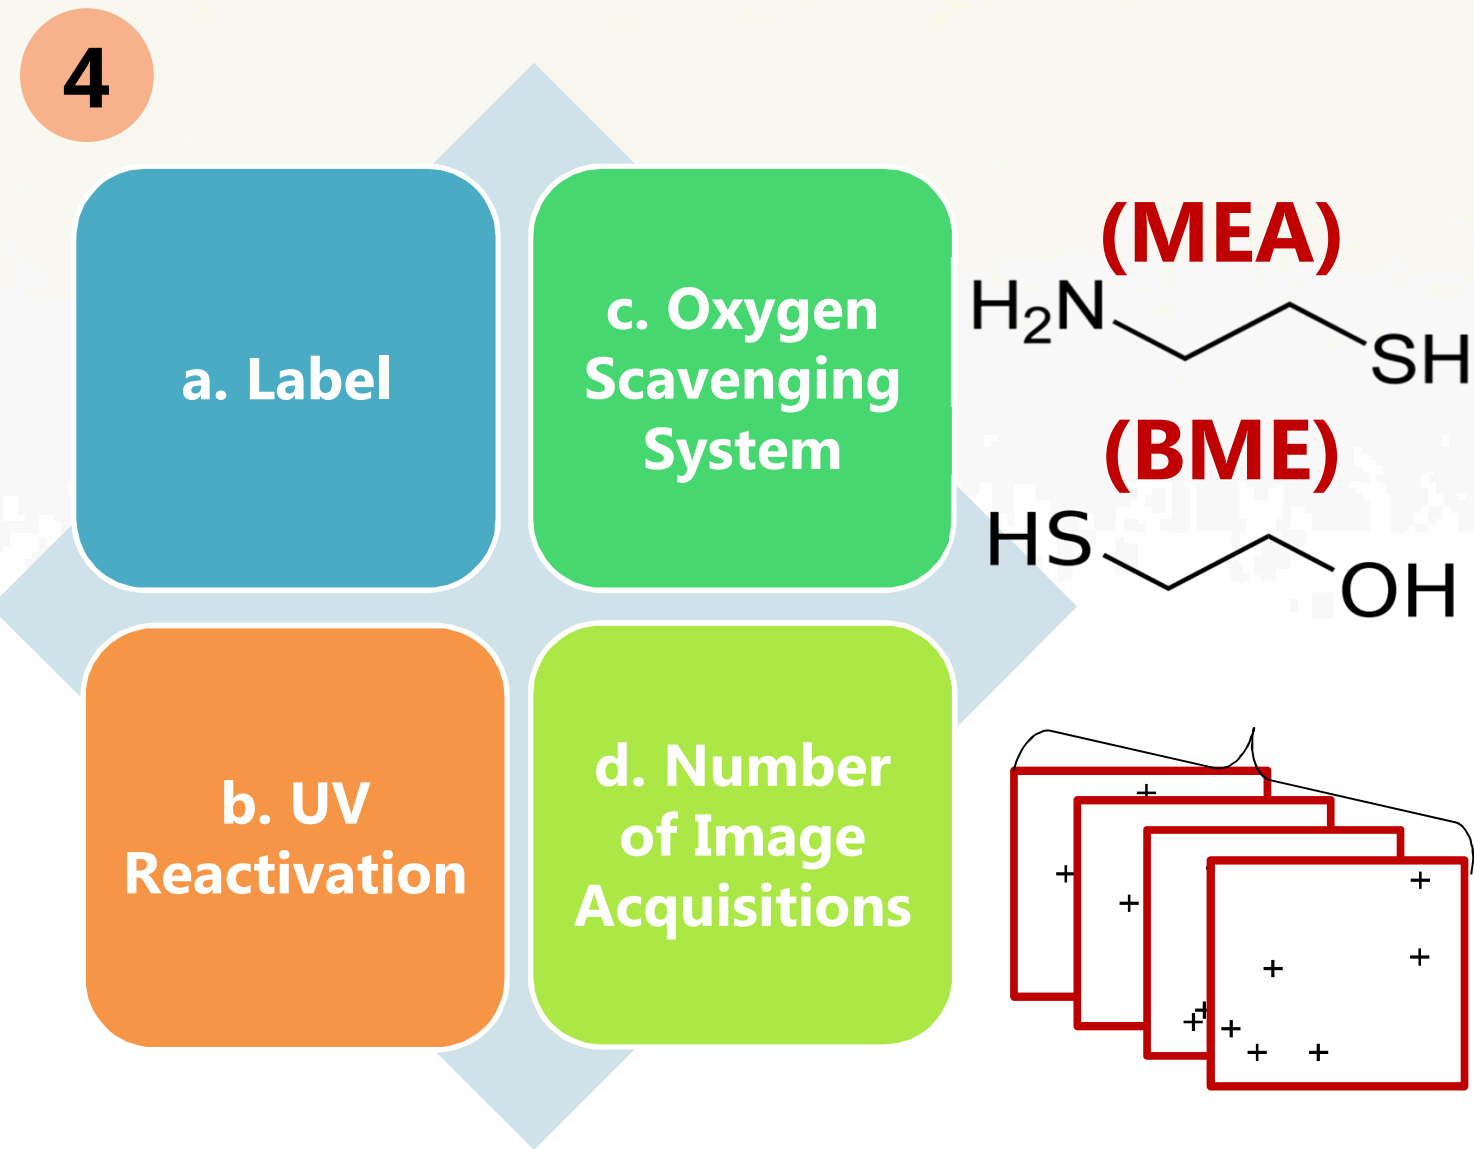 4
a. Label
c. Oxygen
Scavenging
System
(MEA)
H₂N
SH
(BME)
HS
OH
b. UV
Reactivation
d. Number
of Image
Acquisitions